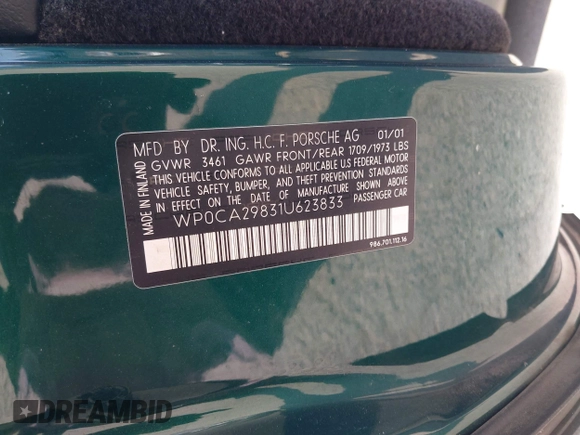 MFD BY DR. ING. H.C. F. PORSCHE AG 01/01
GVWR 3461 GAWR FRONT/REAR 1709/1973 LBS
THIS VEHICLE CONFORMS TO ALL APPLICABLE U.S FEDERAL MOTOR
VEHICLE SAFETY, BUMPER, AND THEFT PREVENTION STANDARDS
IN EFFECT ON THE DATE OF MANUFACTURE SHOWN ABOVE.
WP0CA29831U623833 PASSENGER CAR
MADE IN FINLAND
986.701.112.16
DREAMBID